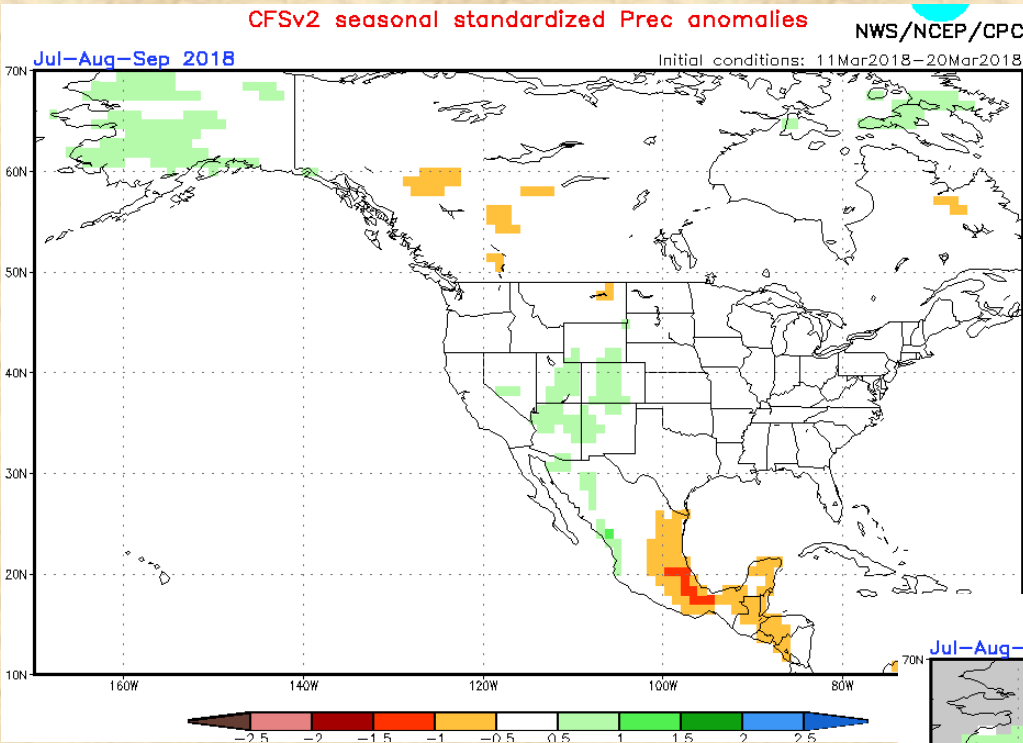 CFSv2 seasonal standardized Prec anomalies
NWS/NCEP/CPC
Jul-Aug-Sep 2018
Initial conditions: 11Mar2018-20Mar2018
70N
60N
50N
40N
30N
20N
10N
160W 140W 120W 100W 80W
-2.5 -2 -1.5 -1 -0.5 0.5 1 1.5 2 2.5
Jul-Aug-
70N